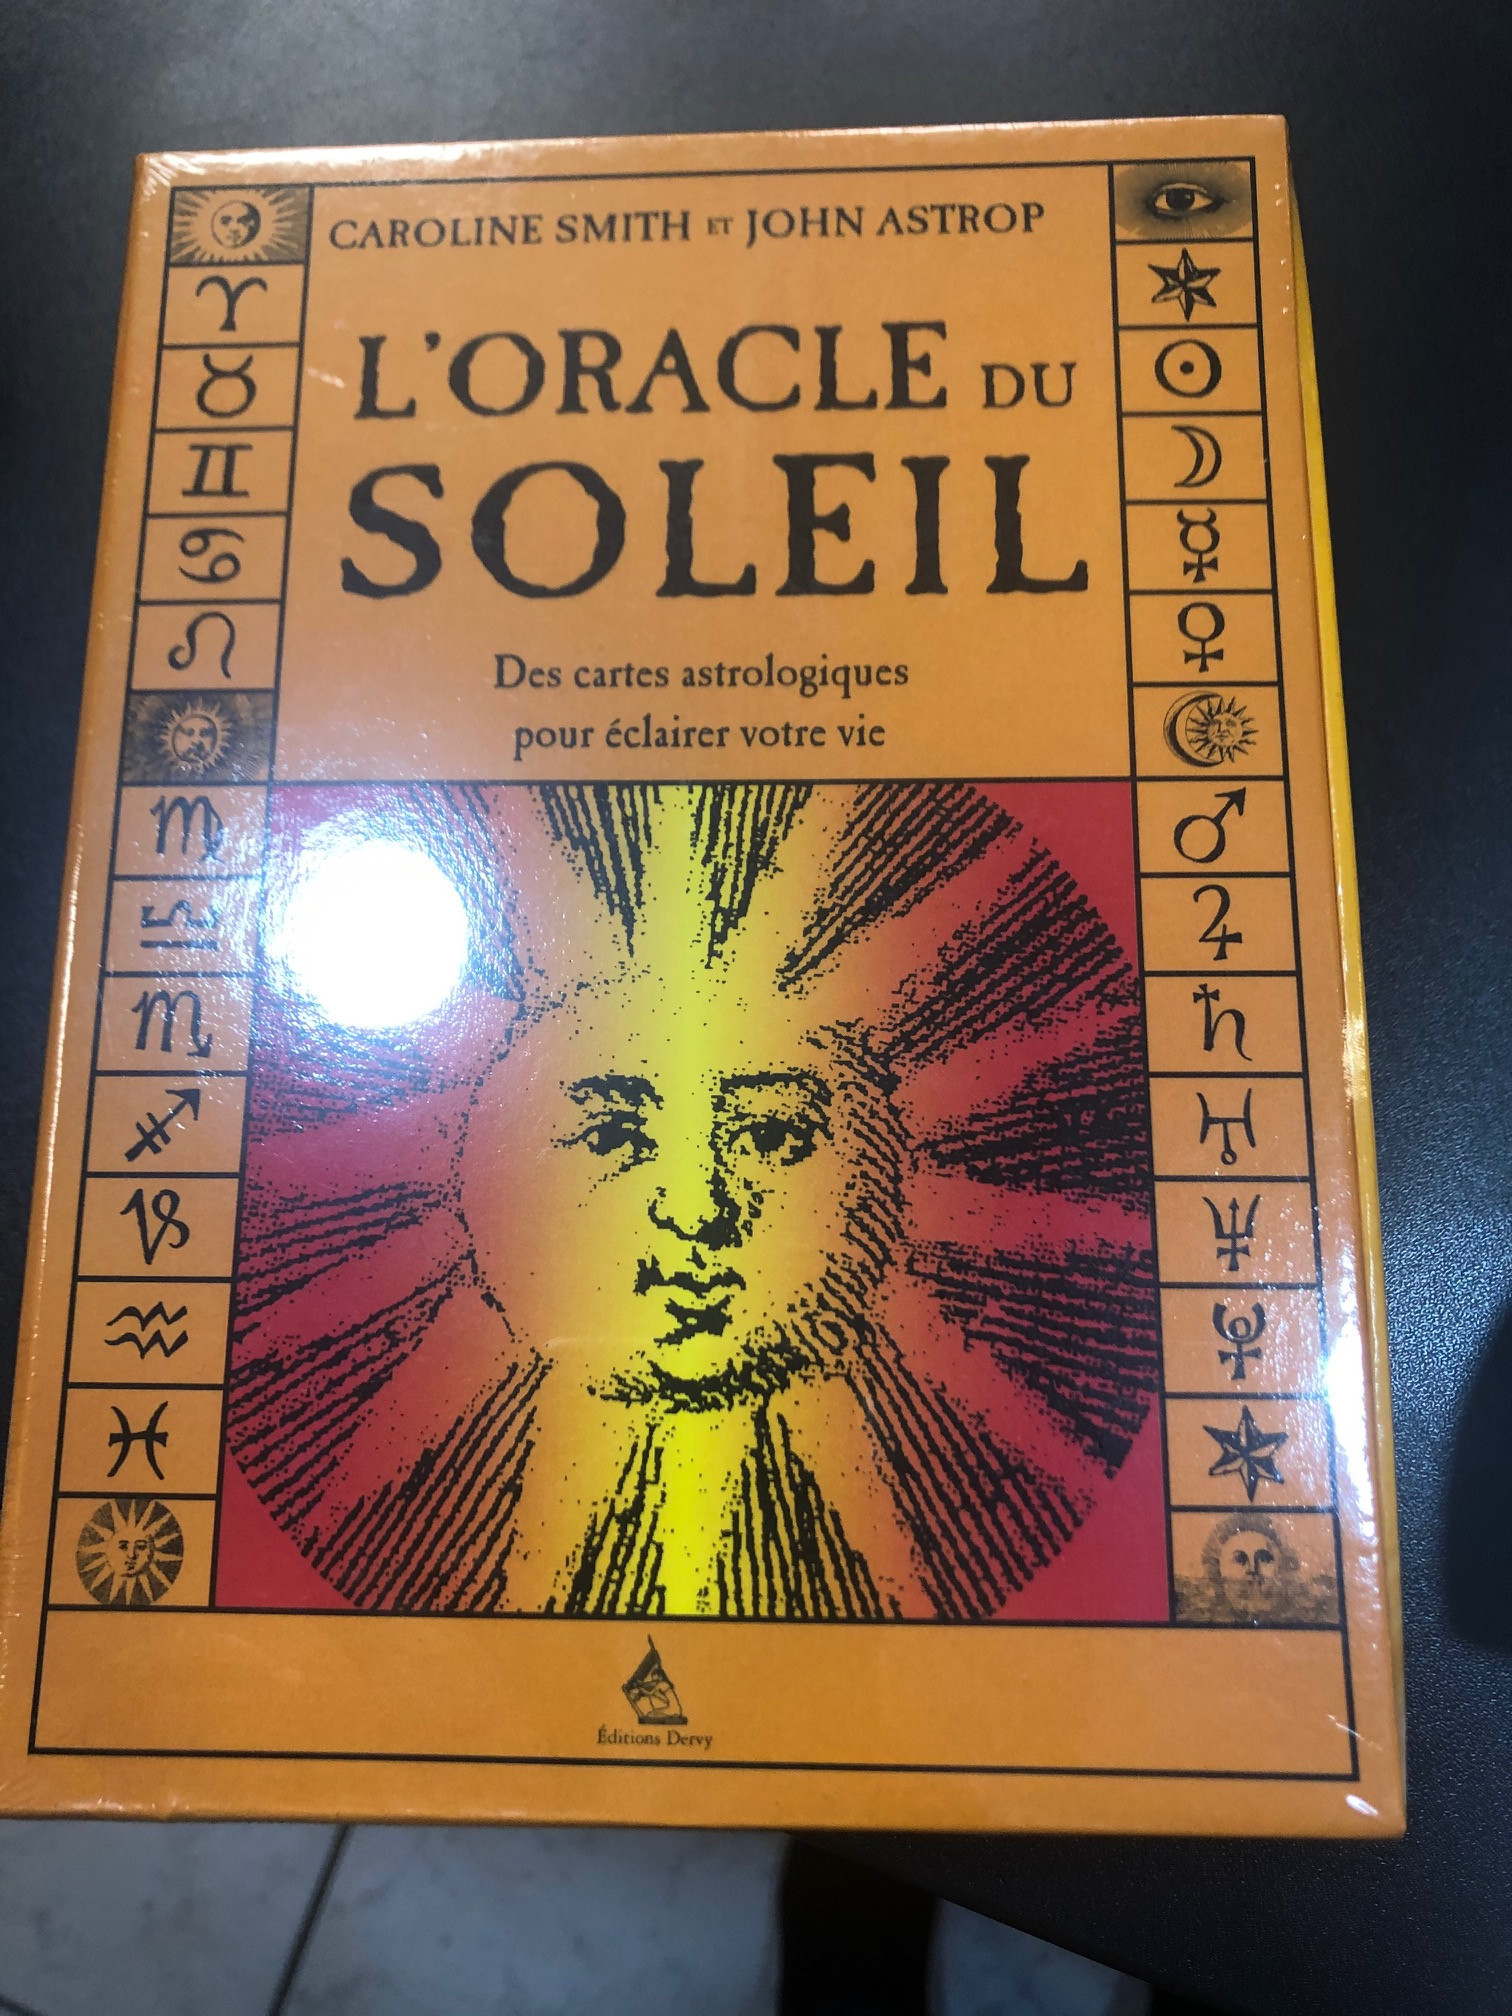 CAROLINE SMITH ET JOHN ASTROP
L'ORACLE DU
SOLEIL
Des cartes astrologiques
pour éclairer votre vie
Éditions Dervy